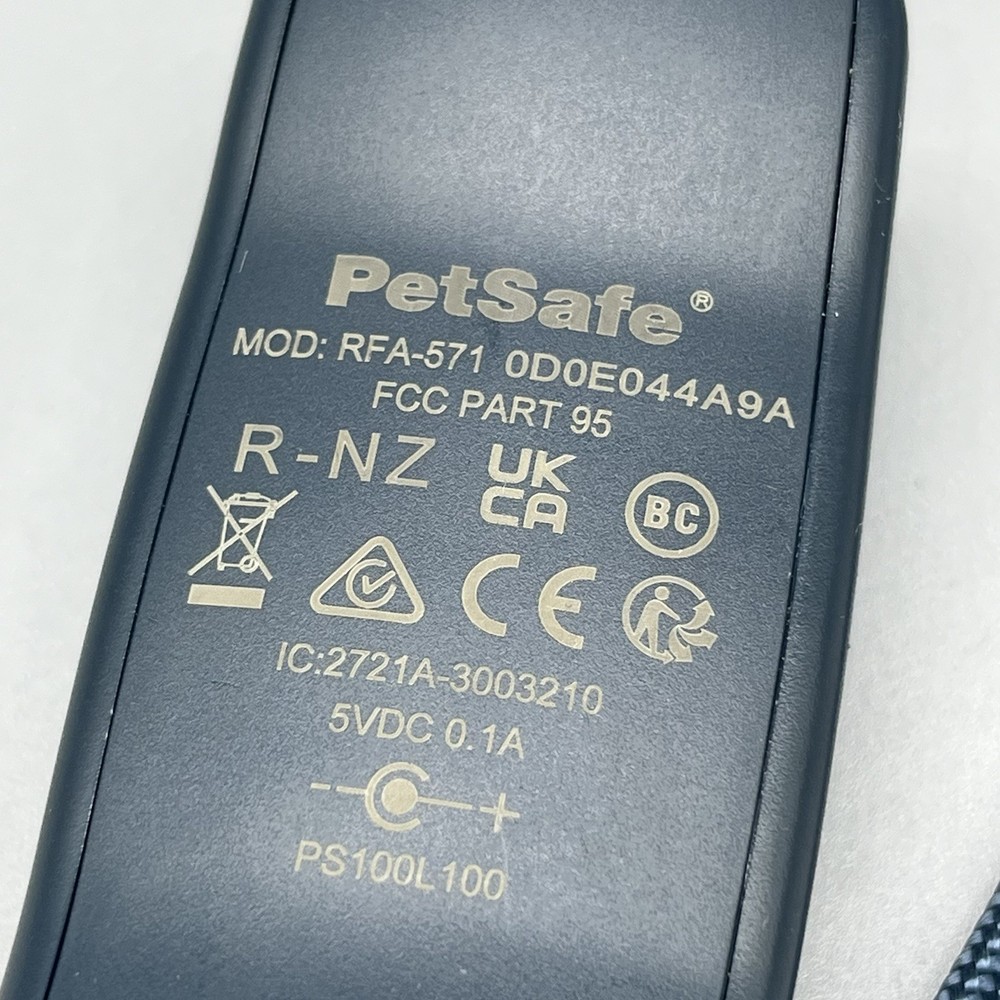 PetSafe®
MOD: RFA-571 0D0E044A9A
FCC PART 95
R-NZ
UK
CA
BC
CE
IC:2721A-3003210
5VDC 0.1A
- +
PS100L100